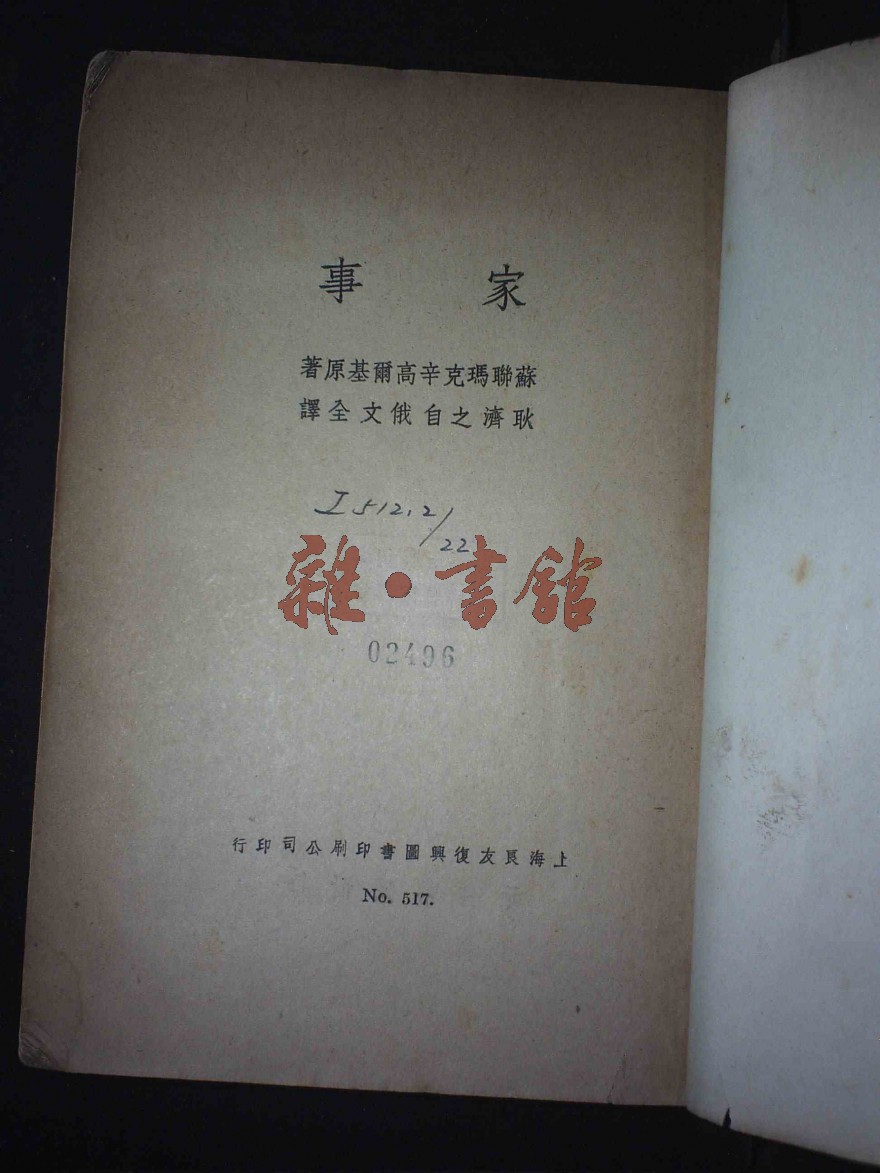 家事
蘇聯瑪克辛高爾基原著
耿濟之自俄文全譯
I 512.2/22
雜·書館
02496
上海良友復興圖書印刷公司印行
No. 517.